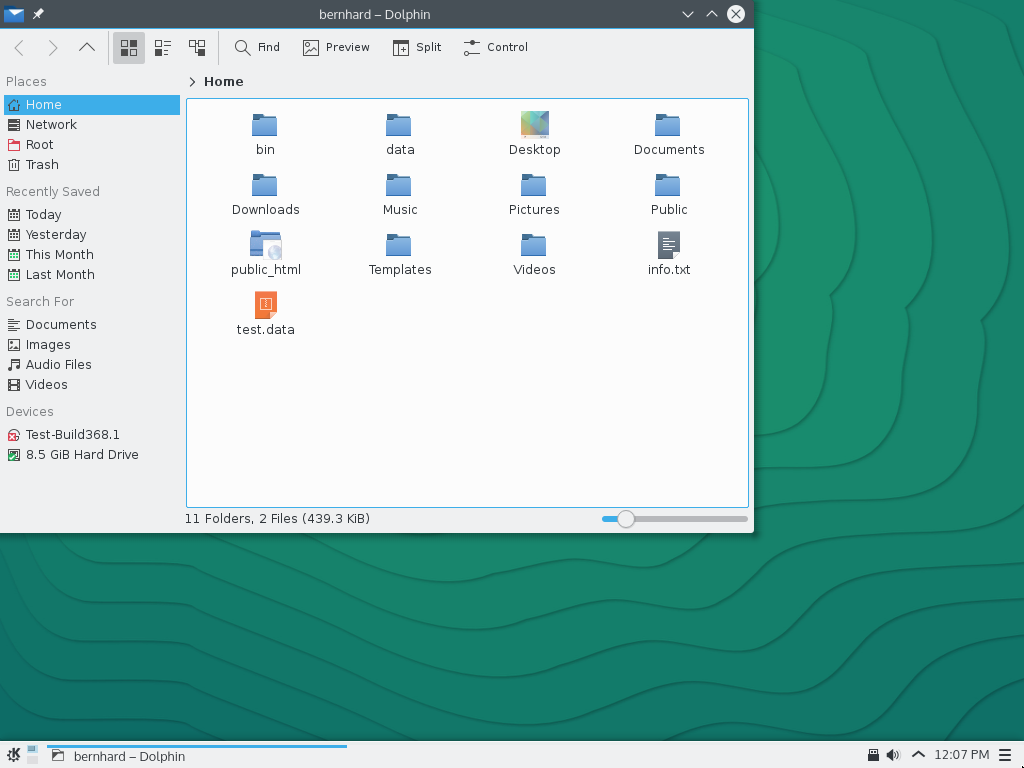 bernhard – Dolphin
Find Preview Split Control
Places
Home
Network
Root
Trash
Recently Saved
Today
Yesterday
This Month
Last Month
Search For
Documents
Images
Audio Files
Videos
Devices
Test-Build368.1
8.5 GiB Hard Drive
Home
bin data Desktop Documents
Downloads Music Pictures Public
public_html Templates Videos info.txt
test.data
11 Folders, 2 Files (439.3 KiB)
bernhard – Dolphin
12:07 PM